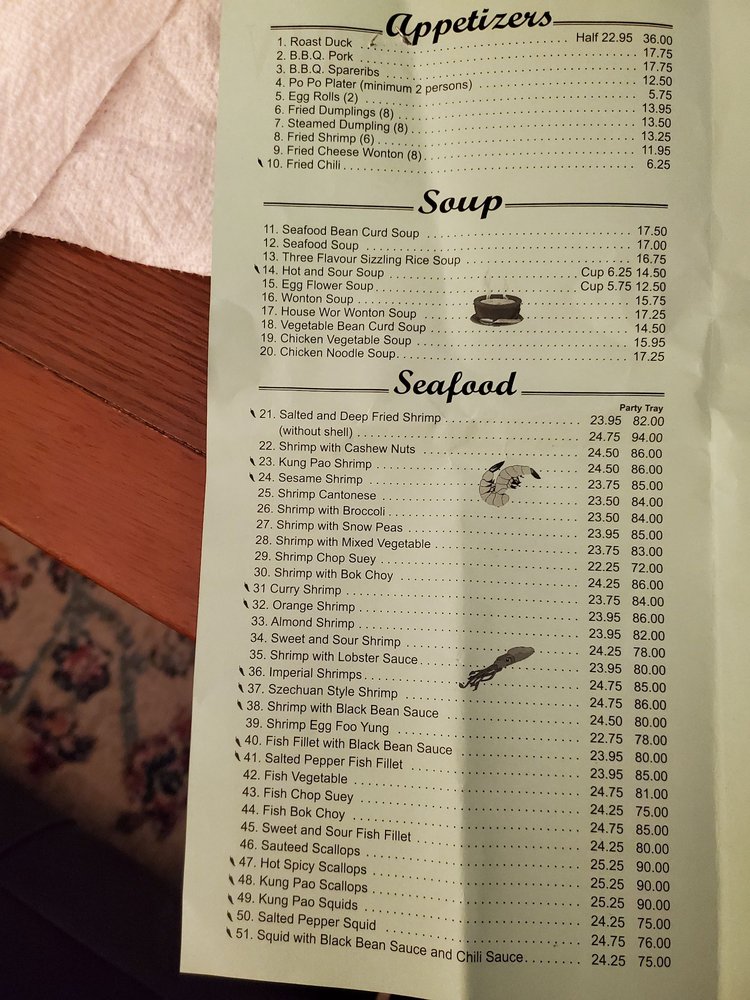 Appetizers
1. Roast Duck Half 22.95 36.00
2. B.B.Q. Pork 17.75
3. B.B.Q. Spareribs 17.75
4. Po Po Plater (minimum 2 persons) 12.50
5. Egg Rolls (2) 5.75
6. Fried Dumplings (8) 13.95
7. Steamed Dumpling (8) 13.50
8. Fried Shrimp (6) 13.25
9. Fried Cheese Wonton (8) 11.95
10. Fried Chili 6.25
Soup
11. Seafood Bean Curd Soup 17.50
12. Seafood Soup 17.00
13. Three Flavour Sizzling Rice Soup 16.75
14. Hot and Sour Soup Cup 6.25 14.50
15. Egg Flower Soup Cup 5.75 12.50
16. Wonton Soup 15.75
17. House Wor Wonton Soup 17.25
18. Vegetable Bean Curd Soup 14.50
19. Chicken Vegetable Soup 15.95
20. Chicken Noodle Soup 17.25
Seafood
Party Tray
21. Salted and Deep Fried Shrimp 23.95 82.00
(without shell) 24.75 94.00
22. Shrimp with Cashew Nuts 24.50 86.00
23. Kung Pao Shrimp 24.50 86.00
24. Sesame Shrimp 23.75 85.00
25. Shrimp Cantonese 23.50 84.00
26. Shrimp with Broccoli 23.50 84.00
27. Shrimp with Snow Peas 23.95 85.00
28. Shrimp with Mixed Vegetable 23.75 83.00
29. Shrimp Chop Suey 22.25 72.00
30. Shrimp with Bok Choy 24.25 86.00
31 Curry Shrimp 23.75 84.00
32. Orange Shrimp 23.95 86.00
33. Almond Shrimp 23.95 82.00
34. Sweet and Sour Shrimp 24.25 78.00
35. Shrimp with Lobster Sauce 23.95 80.00
36. Imperial Shrimps 24.75 85.00
37. Szechuan Style Shrimp 24.75 86.00
38. Shrimp with Black Bean Sauce 24.50 80.00
39. Shrimp Egg Foo Yung 22.75 78.00
40. Fish Fillet with Black Bean Sauce 23.95 80.00
41. Salted Pepper Fish Fillet 23.95 85.00
42. Fish Vegetable 24.75 81.00
43. Fish Chop Suey 24.25 75.00
44. Fish Bok Choy 24.75 85.00
45. Sweet and Sour Fish Fillet 24.25 80.00
46. Sauteed Scallops 25.25 90.00
47. Hot Spicy Scallops 25.25 90.00
48. Kung Pao Scallops 25.25 90.00
49. Kung Pao Squids 24.25 75.00
50. Salted Pepper Squid 24.75 76.00
51. Squid with Black Bean Sauce and Chili Sauce 24.25 75.00